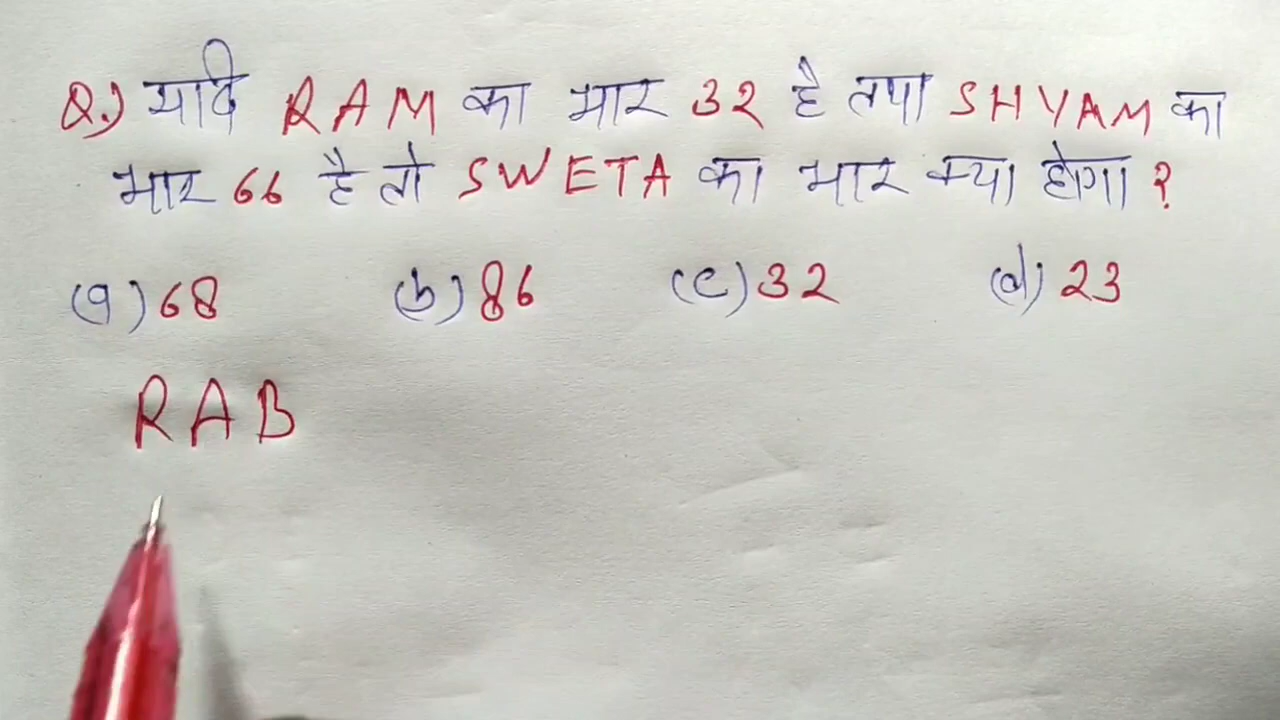 Q.) यदि RAM का भार 32 है तथा SHYAM का
भार 66 है तो SWETA का भार क्या होगा ?
(a) 68 (b) 86 (c) 32 (d) 23
RAB